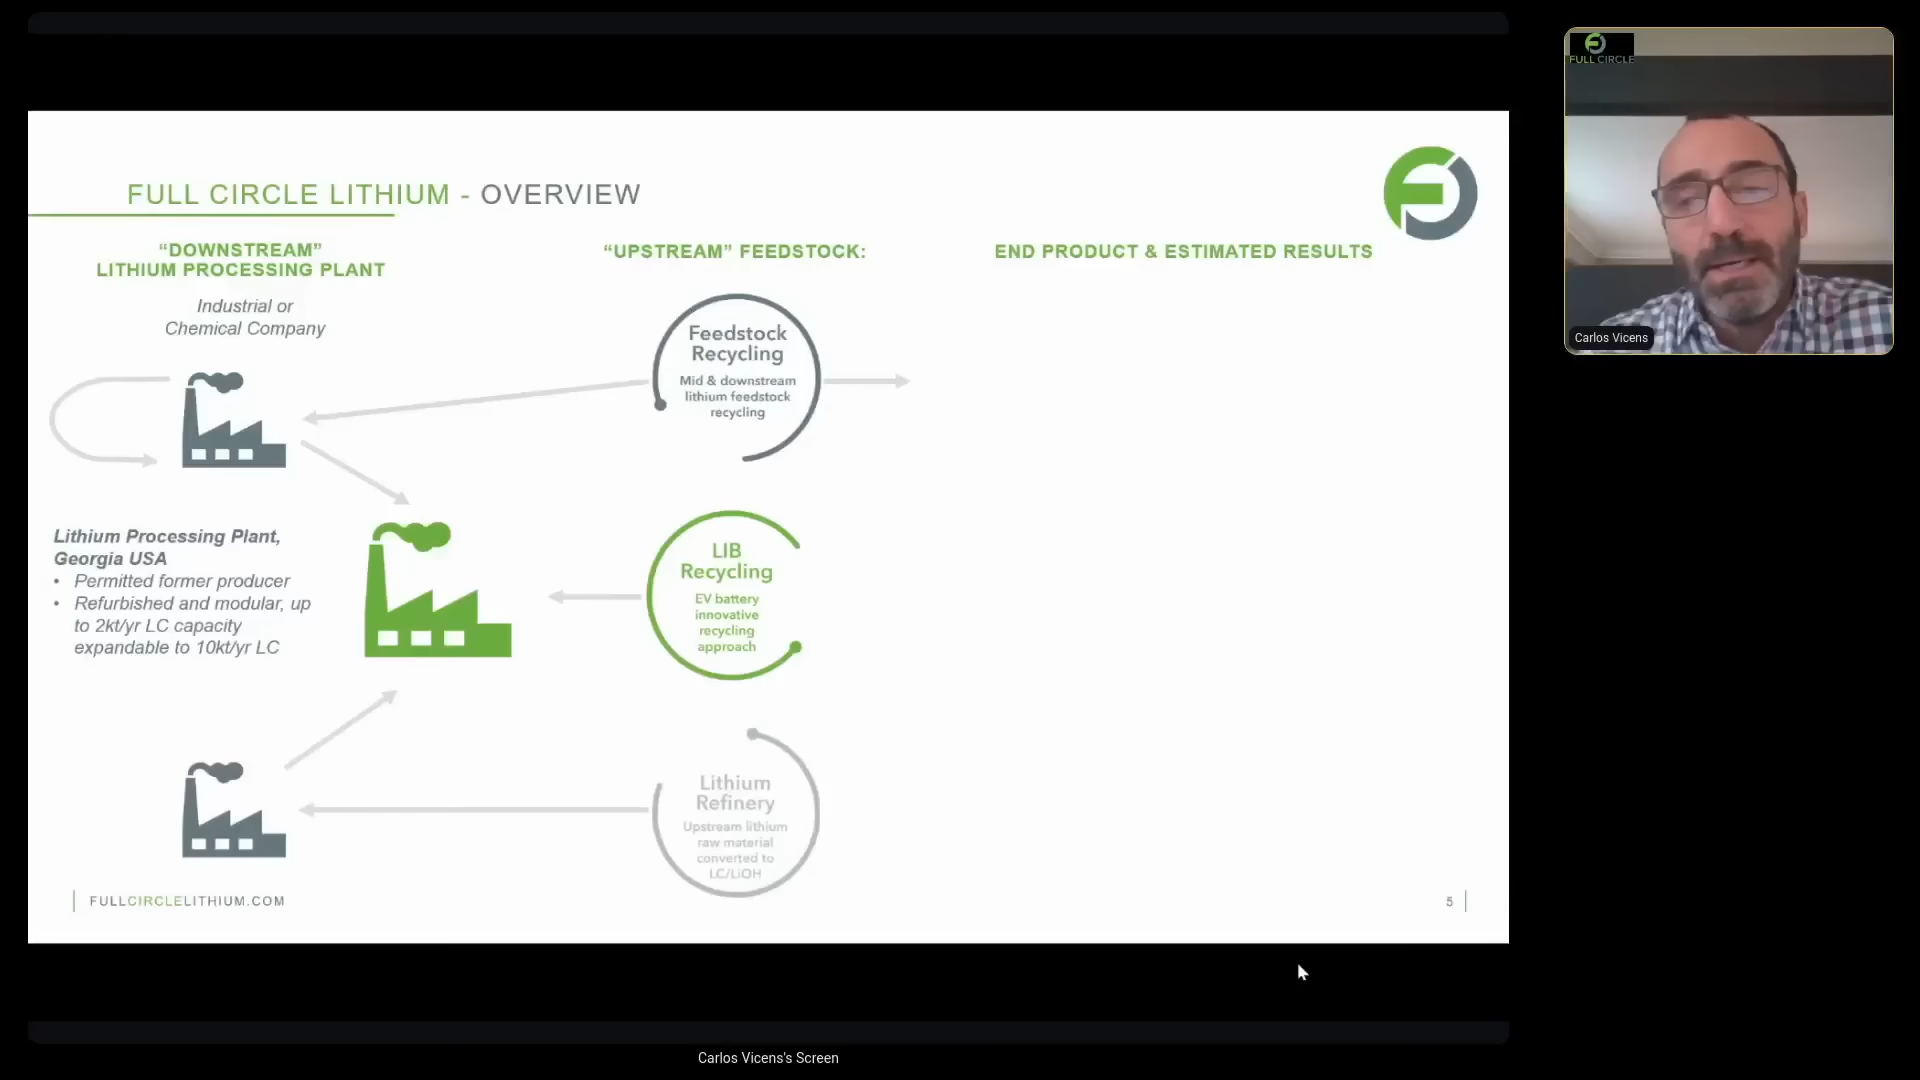 FULL CIRCLE LITHIUM - OVERVIEW
“DOWNSTREAM”
LITHIUM PROCESSING PLANT
Industrial or
Chemical Company
Lithium Processing Plant,
Georgia USA
• Permitted former producer
• Refurbished and modular, up
to 2kt/yr LC capacity
expandable to 10kt/yr LC
“UPSTREAM” FEEDSTOCK:
Feedstock
Recycling
Mid & downstream
lithium feedstock
recycling
LIB
Recycling
EV battery
innovative
recycling
approach
Lithium
Refinery
Upstream lithium
raw material
converted to
LC/LiOH
END PRODUCT & ESTIMATED RESULTS
FULLCIRCLELITHIUM.COM
5
FULL CIRCLE
Carlos Vicens
Carlos Vicens's Screen